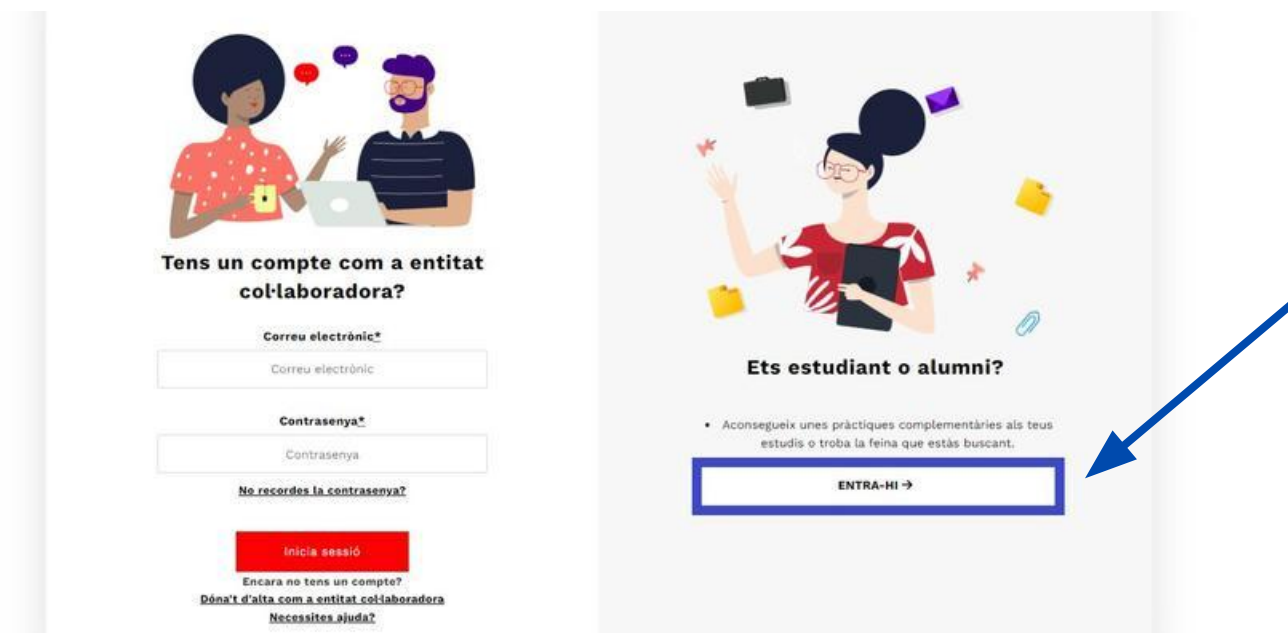 Tens un compte com a entitat
col·laboradora?
Correu electrònic*
Correu electrònic
Contrasenya*
Contrasenya
No recordes la contrasenya?
Inicia sessió
Encara no tens un compte?
Dóna't d'alta com a entitat col·laboradora
Necessites ajuda?
Ets estudiant o alumni?
• Aconsegueix unes pràctiques complementàries als teus
estudis o troba la feina que estàs buscant.
ENTRA-HI →